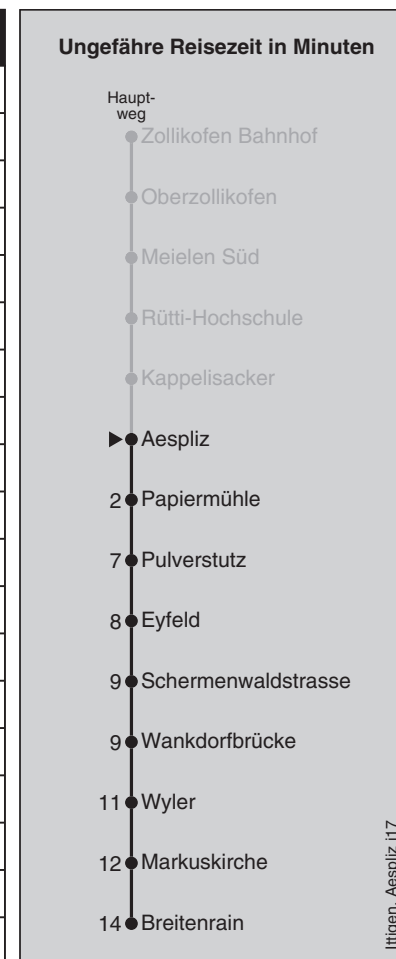 Ungefähre Reisezeit in Minuten
Haupt-
weg
Zollikofen Bahnhof
Oberzollikofen
Meielen Süd
Rütti-Hochschule
Kappelisacker
Aespliz
2 Papiermühle
7 Pulverstutz
8 Eyfeld
9 Schermenwaldstrasse
9 Wankdorfbrücke
11 Wyler
12 Markuskirche
14 Breitenrain
Ittigen, Aespliz i17